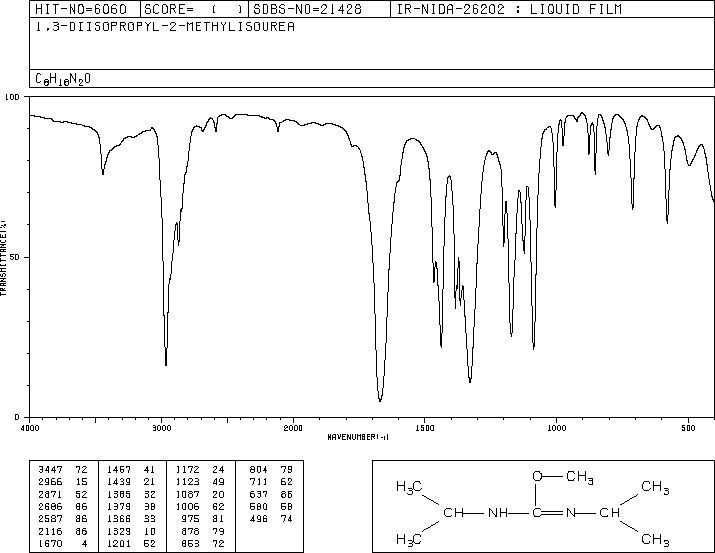 HIT-NO=6060 SCORE= ( ) SDBS-NO=21428 IR-NIDA-26202 : LIQUID FILM
1,3-DIISOPROPYL-2-METHYLISOUREA
C8H18N2O
100
50
0
TRANSMITTANCE(%)
4000 3000 2000 1500 1000 500
WAVENUMBER(-1)
3447 72 1467 41 1172 24 804 79
2966 15 1439 21 1123 49 711 62
2871 52 1385 32 1087 20 637 86
2686 86 1379 38 1006 62 580 58
2587 86 1366 33 975 81 496 74
2116 86 1329 10 878 79
1670 4 1201 52 853 72
O—CH3
H3C CH3
CH—NH—C=N—CH
H3C CH3